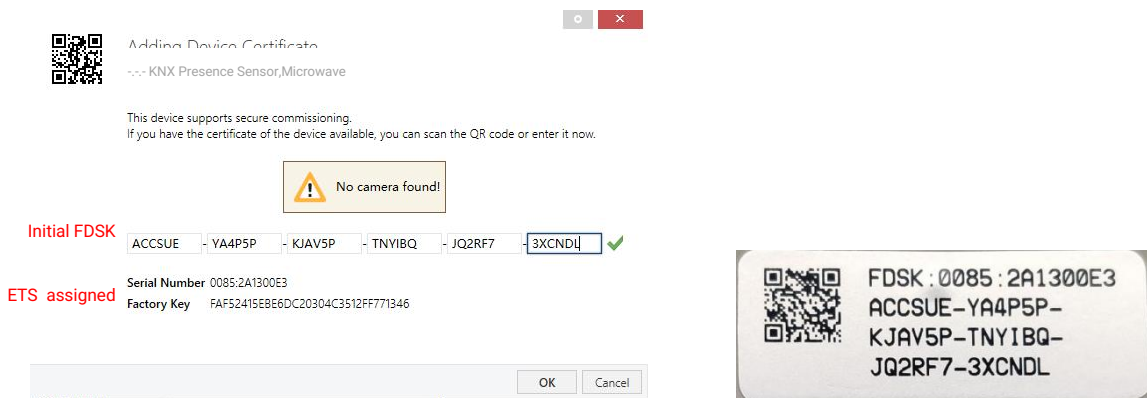 Adding Device Certificate
-.-.- KNX Presence Sensor,Microwave
This device supports secure commissioning.
If you have the certificate of the device available, you can scan the QR code or enter it now.
No camera found!
Initial FDSK
ACCSUE - YA4P5P - KJAV5P - TNYIBQ - JQ2RF7 - 3XCNDL
Serial Number 0085:2A1300E3
ETS assigned
Factory Key FAF52415EBE6DC20304C3512FF771346
OK Cancel
FDSK:0085:2A1300E3
ACCSUE-YA4P5P-
KJAV5P-TNYIBQ-
JQ2RF7-3XCNDL